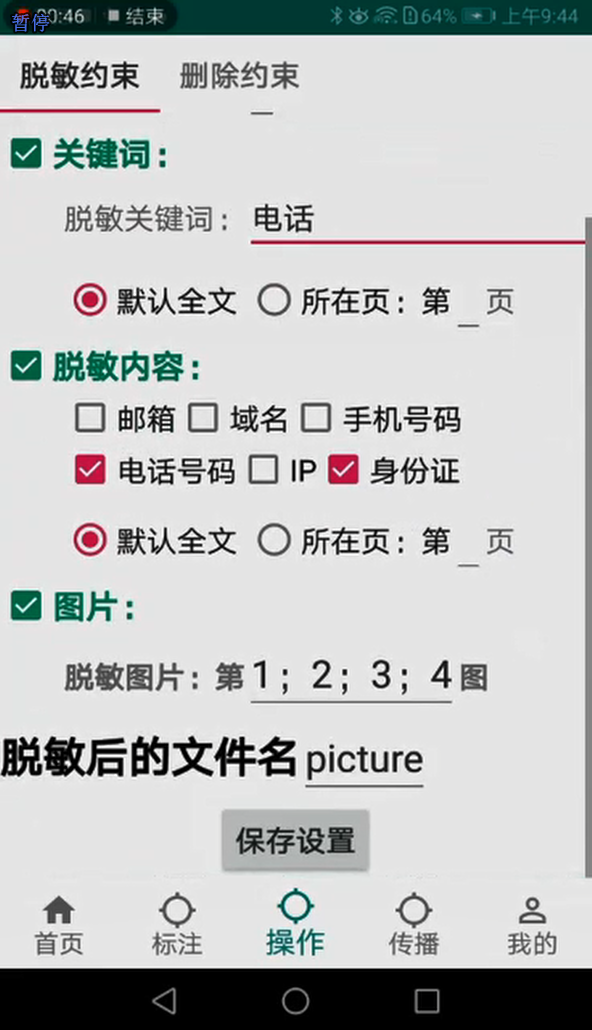 暂停 00:46 结束 64% 上午9:44
脱敏约束 删除约束
关键词：
脱敏关键词： 电话
默认全文 所在页：第 _ 页
脱敏内容：
邮箱 域名 手机号码
电话号码 IP 身份证
默认全文 所在页：第 _ 页
图片：
脱敏图片：第 1；2；3；4 图
脱敏后的文件名 picture
保存设置
首页 标注 操作 传播 我的